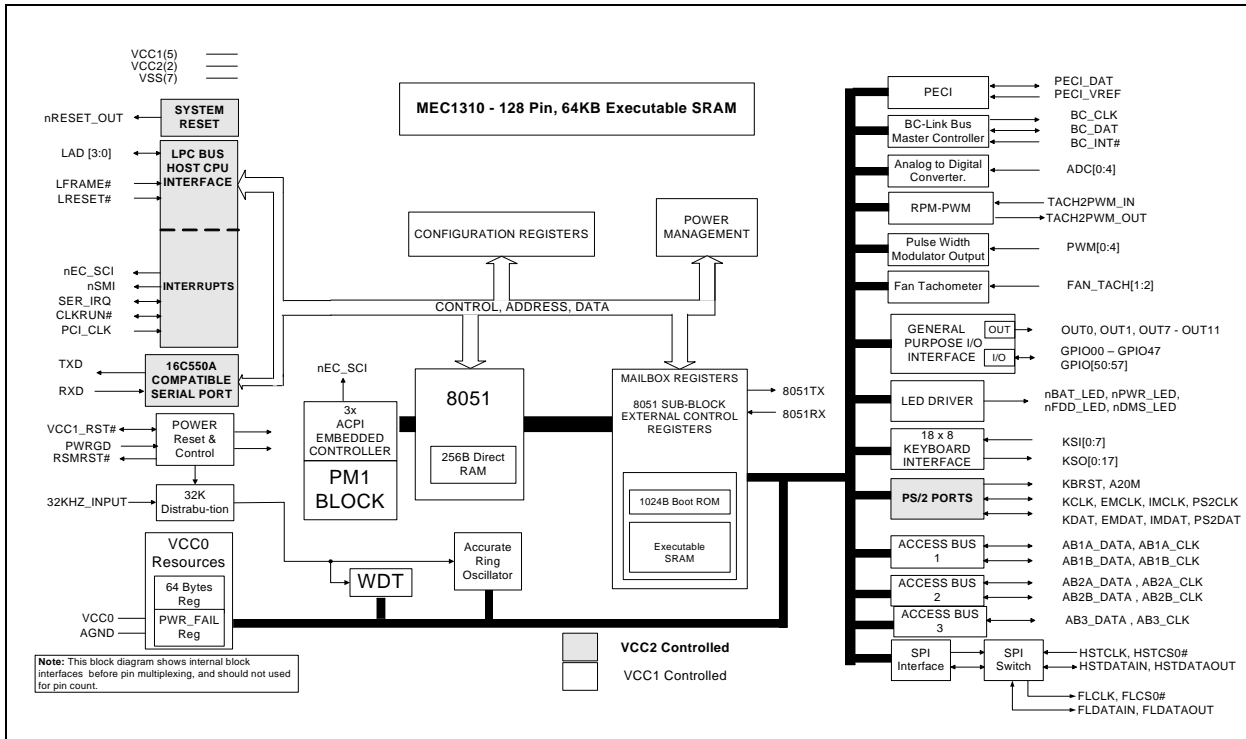 VCC1(5)
VCC2(2)
VSS(7)
MEC1310 - 128 Pin, 64KB Executable SRAM
nRESET_OUT
SYSTEM
RESET
LAD [3:0]
LFRAME#
LRESET#
LPC BUS
HOST CPU
INTERFACE
nEC_SCI
nSMI
SER_IRQ
CLKRUN#
PCI_CLK
INTERRUPTS
TXD
RXD
16C550A
COMPATIBLE
SERIAL PORT
VCC1_RST#
PWRGD
RSMRST#
POWER
Reset &
Control
32KHZ_INPUT
32K
Distrabu-tion
VCC0
Resources
64 Bytes
Reg
PWR_FAIL
Reg
VCC0
AGND
Note: This block diagram shows internal block
interfaces before pin multiplexing, and should not used
for pin count.
CONFIGURATION REGISTERS
POWER
MANAGEMENT
CONTROL, ADDRESS, DATA
nEC_SCI
3x
ACPI
EMBEDDED
CONTROLLER
PM1
BLOCK
8051
256B Direct
RAM
MAILBOX REGISTERS
8051 SUB-BLOCK
EXTERNAL CONTROL
REGISTERS
1024B Boot ROM
Executable
SRAM
8051TX
8051RX
WDT
Accurate
Ring
Oscillator
VCC2 Controlled
VCC1 Controlled
PECI
PECI_DAT
PECI_VREF
BC-Link Bus
Master Controller
BC_CLK
BC_DAT
BC_INT#
Analog to Digital
Converter.
ADC[0:4]
RPM-PWM
TACH2PWM_IN
TACH2PWM_OUT
Pulse Width
Modulator Output
PWM[0:4]
Fan Tachometer
FAN_TACH[1:2]
GENERAL
PURPOSE I/O
INTERFACE
OUT
I/O
OUT0, OUT1, OUT7 - OUT11
GPIO00 – GPIO47
GPIO[50:57]
LED DRIVER
nBAT_LED, nPWR_LED,
nFDD_LED, nDMS_LED
18 x 8
KEYBOARD
INTERFACE
KSI[0:7]
KSO[0:17]
PS/2 PORTS
KBRST, A20M
KCLK, EMCLK, IMCLK, PS2CLK
KDAT, EMDAT, IMDAT, PS2DAT
ACCESS BUS
1
AB1A_DATA, AB1A_CLK
AB1B_DATA, AB1B_CLK
ACCESS BUS
2
AB2A_DATA , AB2A_CLK
AB2B_DATA, AB2B_CLK
ACCESS BUS
3
AB3_DATA , AB3_CLK
SPI
Interface
SPI
Switch
HSTCLK, HSTCS0#
HSTDATAIN, HSTDATAOUT
FLCLK, FLCS0#
FLDATAIN, FLDATAOUT